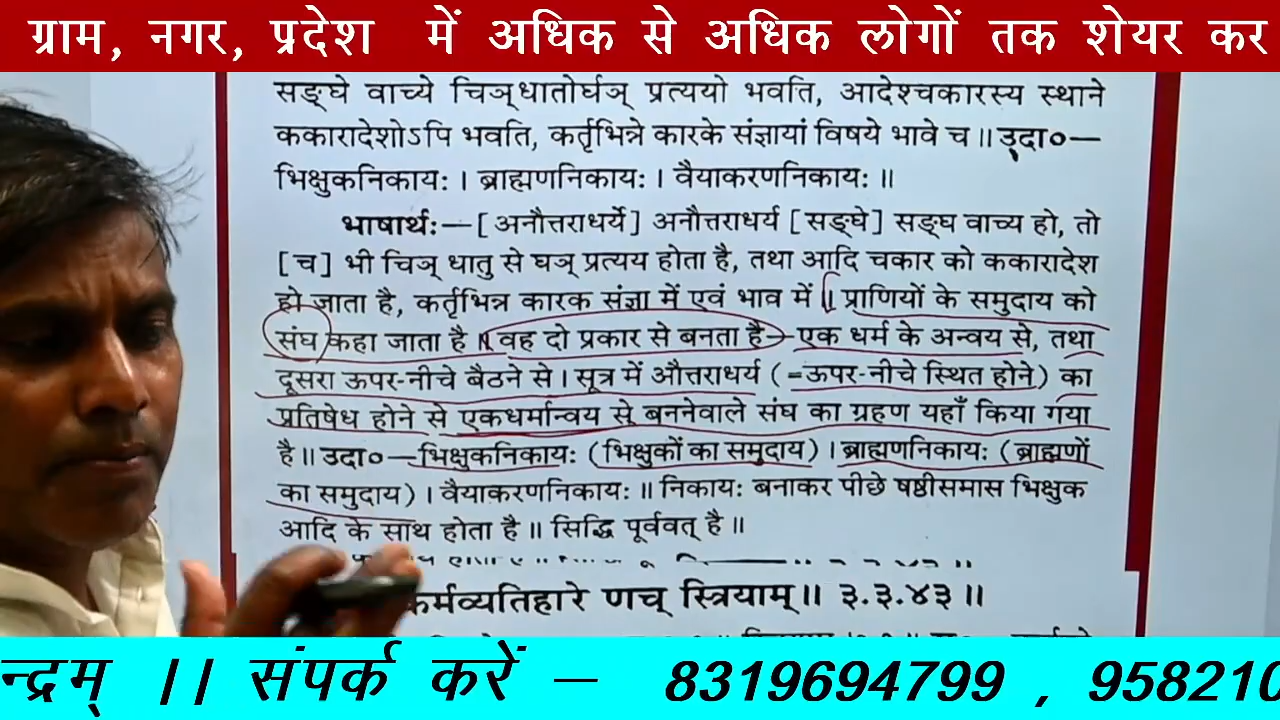 ग्राम, नगर, प्रदेश में अधिक से अधिक लोगों तक शेयर कर
सङ्घे वाच्ये चिञ्धातोर्घञ् प्रत्ययो भवति, आदेश्चकारस्य स्थाने
ककारादेशोऽपि भवति, कर्तृभिन्ने कारके संज्ञायां विषये भावे च॥ उदा०—
भिक्षुकनिकायः। ब्राह्मणनिकायः। वैयाकरणनिकायः॥
भाषार्थः—[अनौत्तराधर्ये] अनौत्तराधर्य [सङ्घे] सङ्घ वाच्य हो, तो
[च] भी चिञ् धातु से घञ् प्रत्यय होता है, तथा आदि चकार को ककारादेश
हो जाता है, कर्तृभिन्न कारक संज्ञा में एवं भाव में॥ प्राणियों के समुदाय को
संघ कहा जाता है॥ वह दो प्रकार से बनता है— एक धर्म के अन्वय से, तथा
दूसरा ऊपर-नीचे बैठने से। सूत्र में औत्तराधर्य (=ऊपर-नीचे स्थित होने) का
प्रतिषेध होने से एकधर्मान्वय से बननेवाले संघ का ग्रहण यहाँ किया गया
है॥ उदा०—भिक्षुकनिकायः (भिक्षुकों का समुदाय)। ब्राह्मणनिकायः (ब्राह्मणों
का समुदाय)। वैयाकरणनिकायः॥ निकायः बनाकर पीछे षष्ठीसमास भिक्षुक
आदि के साथ होता है॥ सिद्धि पूर्ववत् है॥
कर्मव्यतिहारे णच् स्त्रियाम्॥ ३.३.४३॥
न्द्रम् || संपर्क करें – 8319694799 , 958210